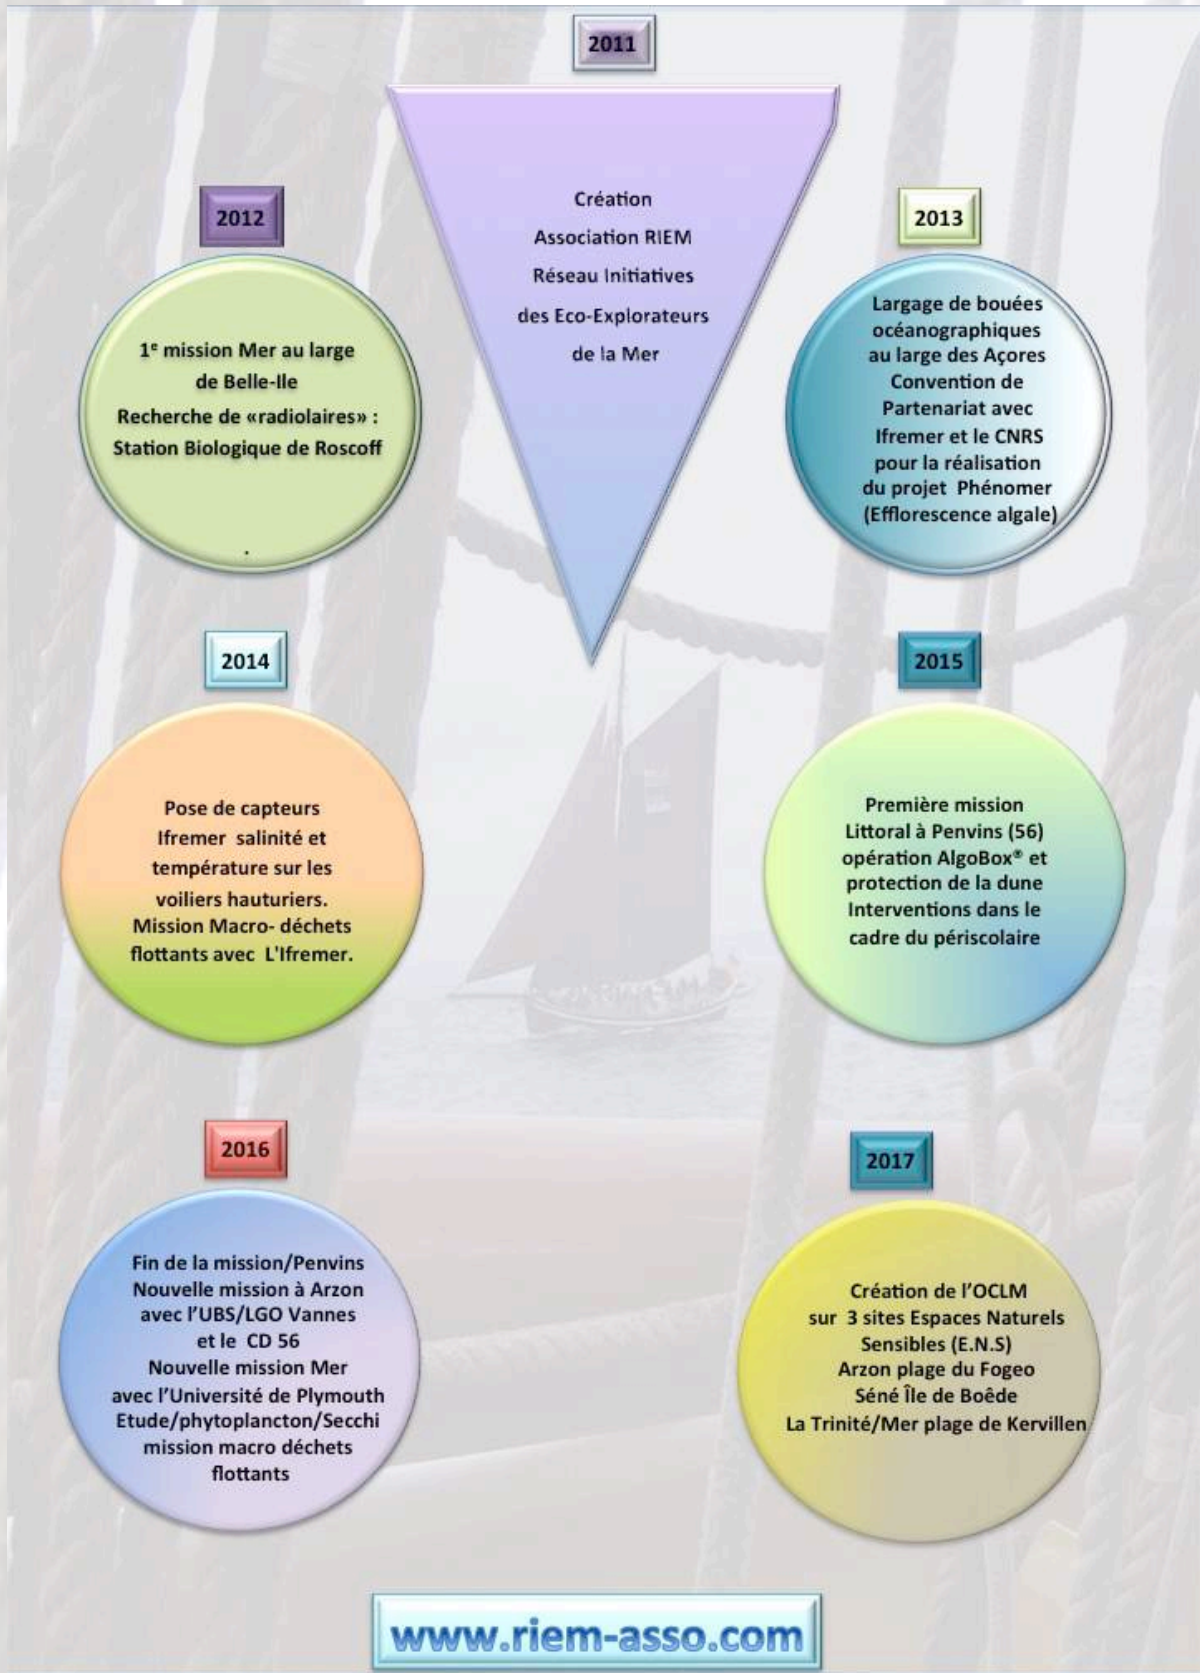 2011
Création
Association RIEM
Réseau Initiatives
des Eco-Explorateurs
de la Mer
2012
1e mission Mer au large
de Belle-Ile
Recherche de «radiolaires» :
Station Biologique de Roscoff
.
2013
Largage de bouées
océanographiques
au large des Açores
Convention de
Partenariat avec
Ifremer et le CNRS
pour la réalisation
du projet Phénomer
(Efflorescence algale)
2014
Pose de capteurs
Ifremer salinité et
température sur les
voiliers hauturiers.
Mission Macro- déchets
flottants avec L'Ifremer.
2015
Première mission
Littoral à Penvins (56)
opération AlgoBox® et
protection de la dune
Interventions dans le
cadre du périscolaire
2016
Fin de la mission/Penvins
Nouvelle mission à Arzon
avec l’UBS/LGO Vannes
et le CD 56
Nouvelle mission Mer
avec l’Université de Plymouth
Etude/phytoplancton/Secchi
mission macro déchets
flottants
2017
Création de l’OCLM
sur 3 sites Espaces Naturels
Sensibles (E.N.S)
Arzon plage du Fogeo
Séné Île de Boêde
La Trinité/Mer plage de Kervillen
www.riem-asso.com